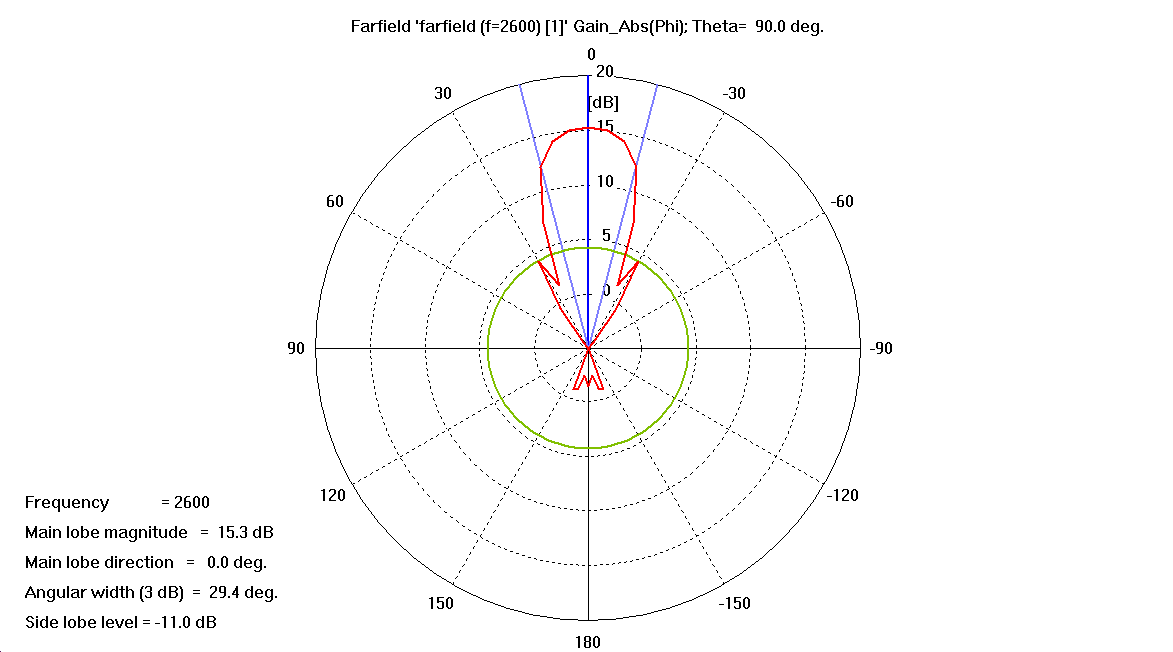 Farfield 'farfield (f=2600) [1]' Gain_Abs(Phi); Theta= 90.0 deg.
0
20
30
-30
[dB]
15
10
60
-60
5
0
90
-90
120
-120
150
-150
180
Frequency = 2600
Main lobe magnitude = 15.3 dB
Main lobe direction = 0.0 deg.
Angular width (3 dB) = 29.4 deg.
Side lobe level = -11.0 dB